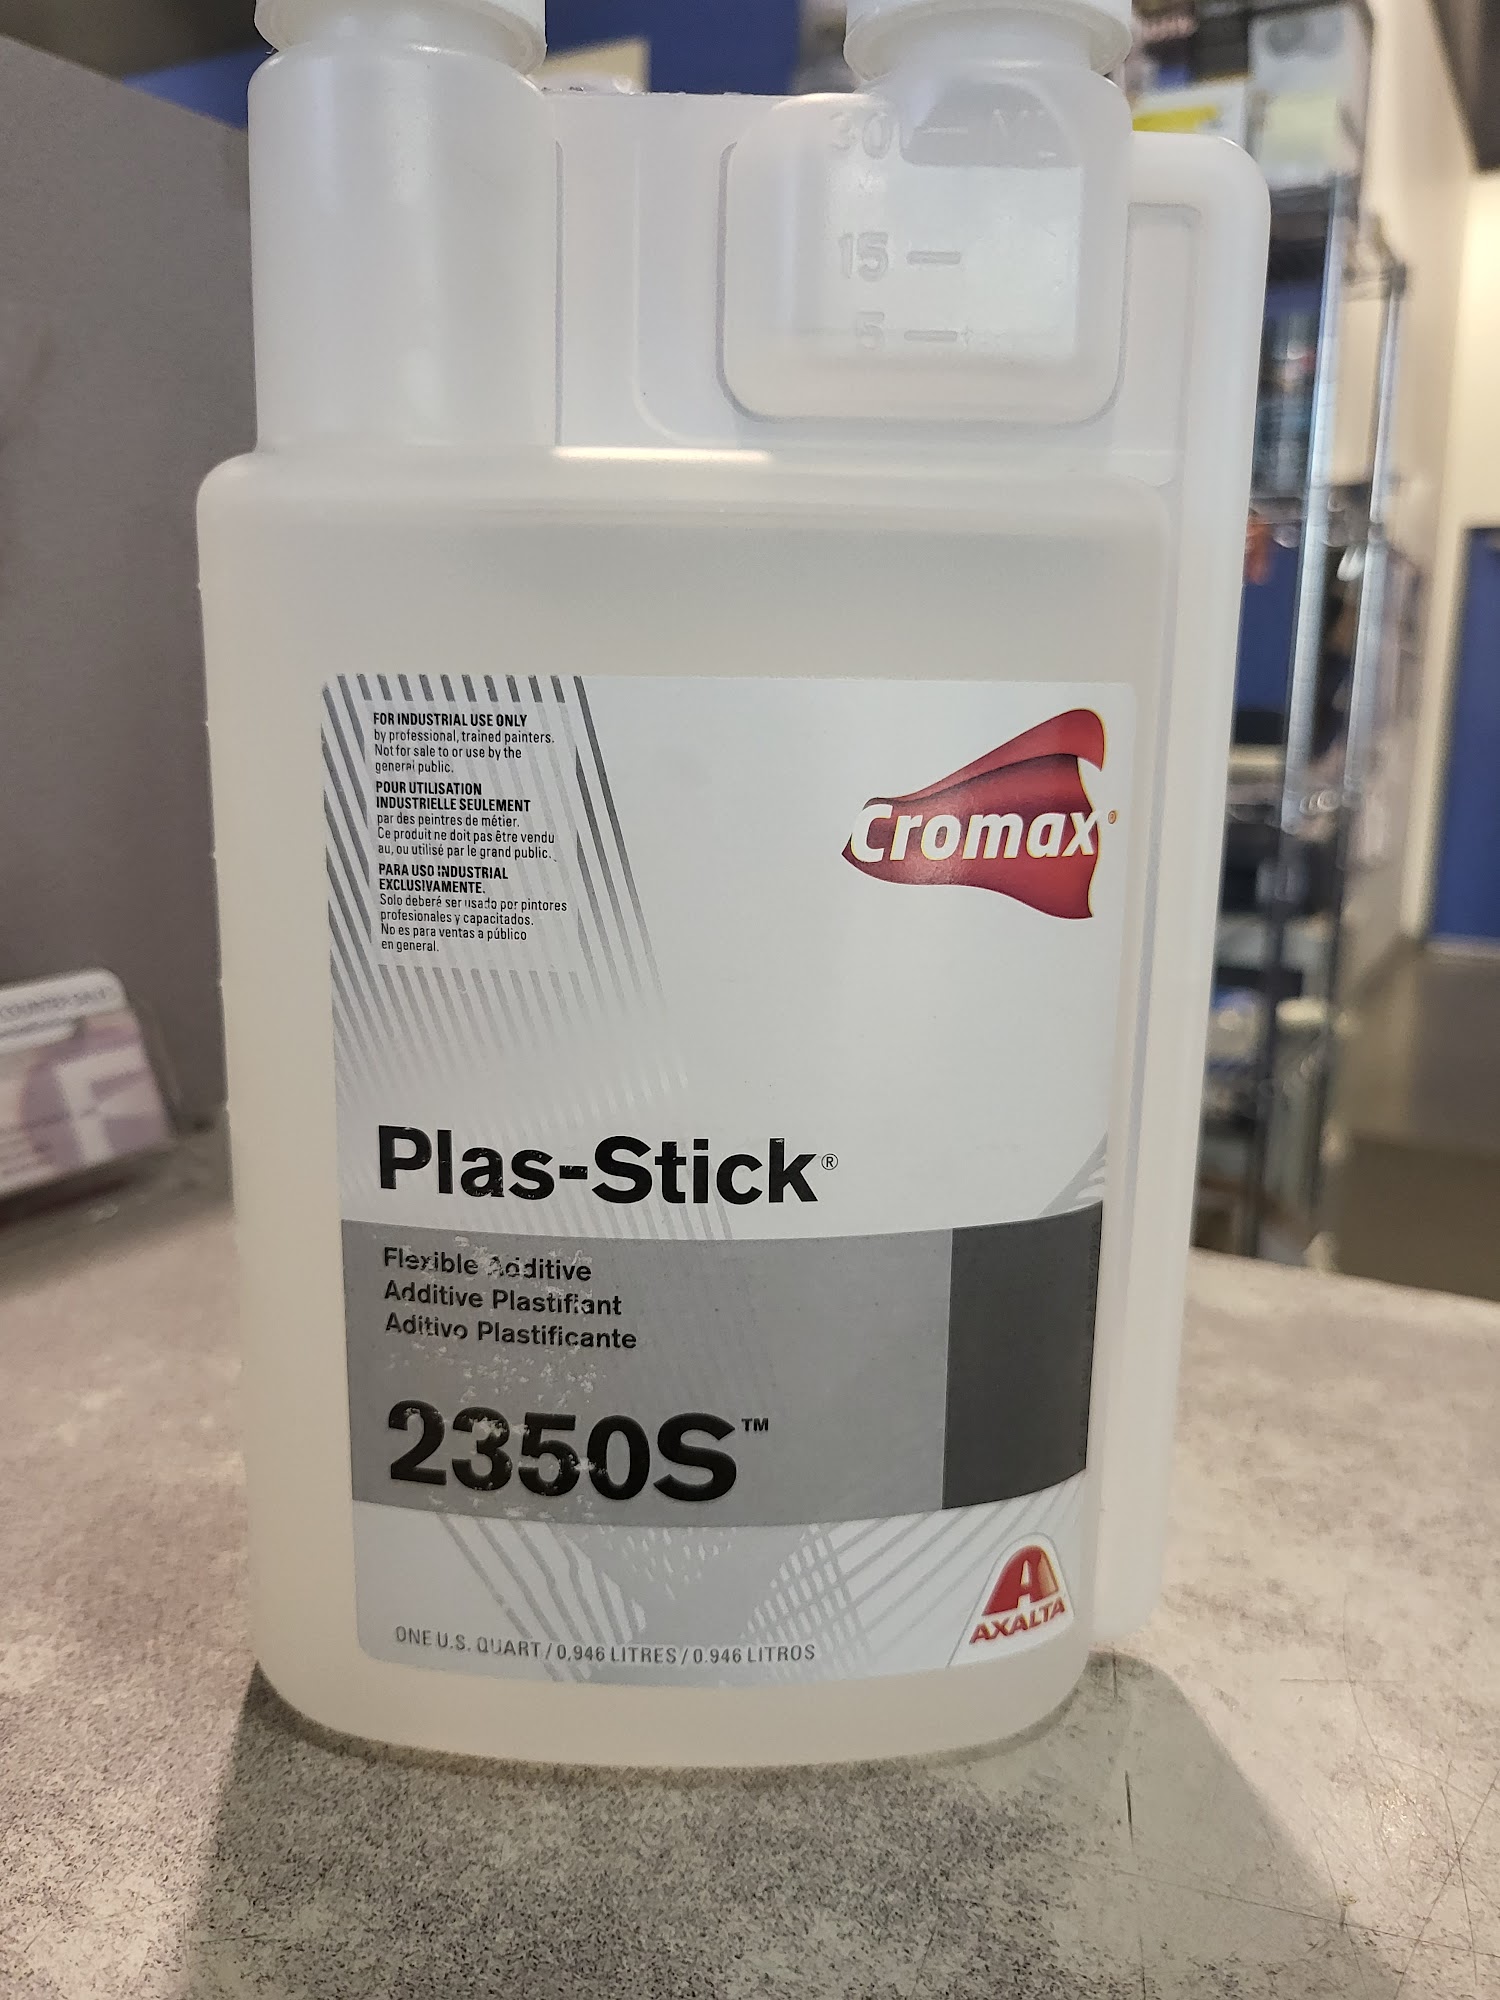 30
15
5
FOR INDUSTRIAL USE ONLY
by professional, trained painters.
Not for sale to or use by the
general public.
POUR UTILISATION
INDUSTRIELLE SEULEMENT
par des peintres de métier.
Ce produit ne doit pas être vendu
au, ou utilisé par le grand public.
PARA USO INDUSTRIAL
EXCLUSIVAMENTE.
Solo deberé ser usado por pintores
profesionales y capacitados.
No es para ventas a público
en general.
Cromax®
Plas-Stick®
Flexible Additive
Additive Plastifiant
Aditivo Plastificante
2350S™
ONE U.S. QUART / 0,946 LITRES / 0.946 LITROS
AXALTA